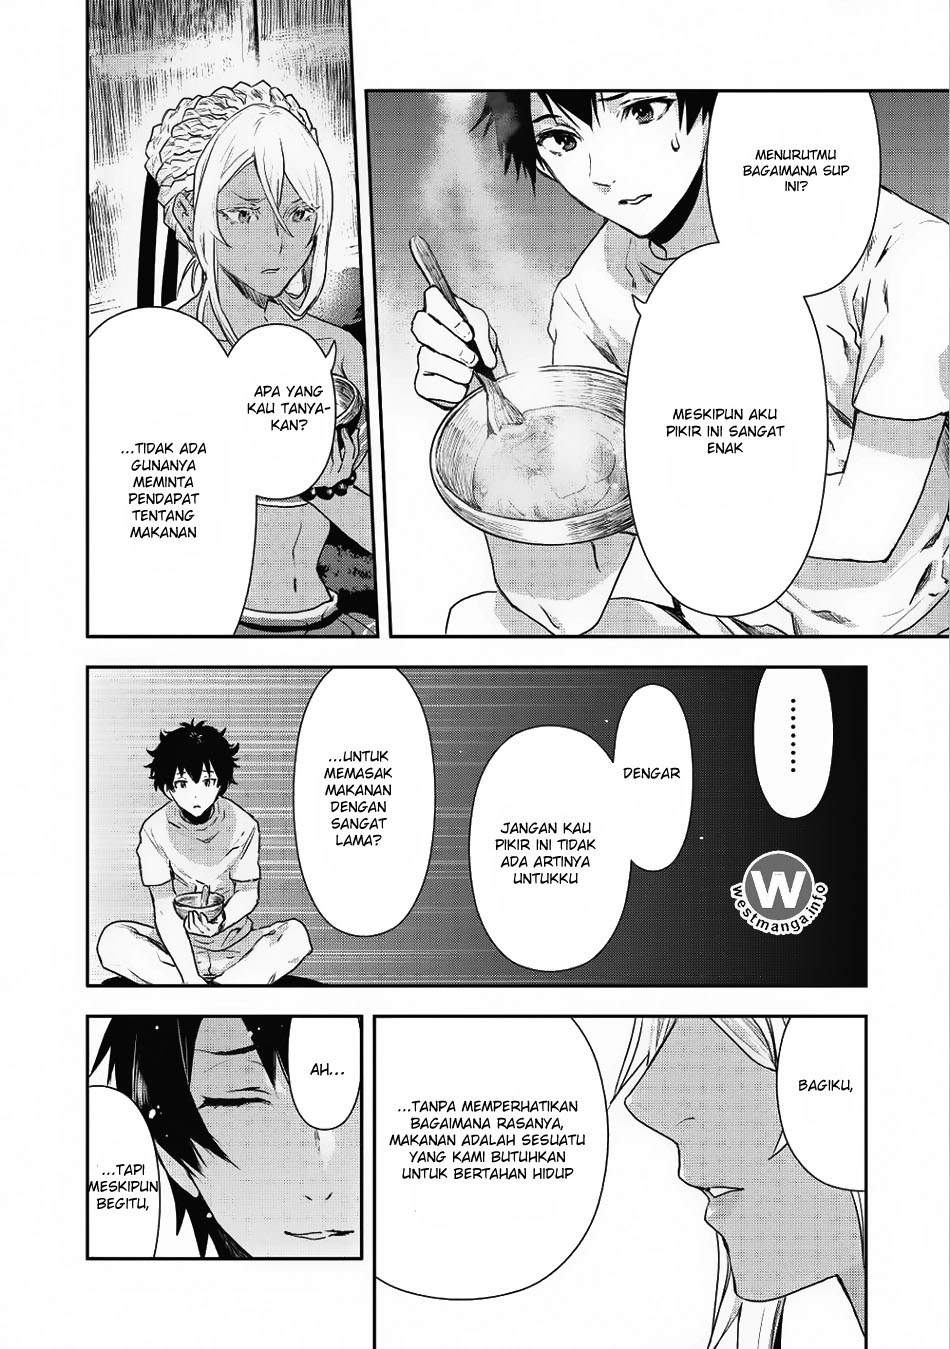 MENURUTMU
BAGAIMANA SUP
INI?
MESKIPUN AKU
PIKIR INI SANGAT
ENAK
APA YANG
KAU TANYA-
KAN?
...TIDAK ADA
GUNANYA
MEMINTA
PENDAPAT
TENTANG
MAKANAN
.........
DENGAR
JANGAN KAU
PIKIR INI TIDAK
ADA ARTINYA
UNTUKKU
...UNTUK
MEMASAK
MAKANAN
DENGAN
SANGAT
LAMA?
W
westmanga.info
BAGIKU,
...TANPA MEMPERHATIKAN
BAGAIMANA RASANYA,
MAKANAN ADALAH SESUATU
YANG KAMI BUTUHKAN
UNTUK BERTAHAN HIDUP
AH...
...TAPI
MESKIPUN
BEGITU,